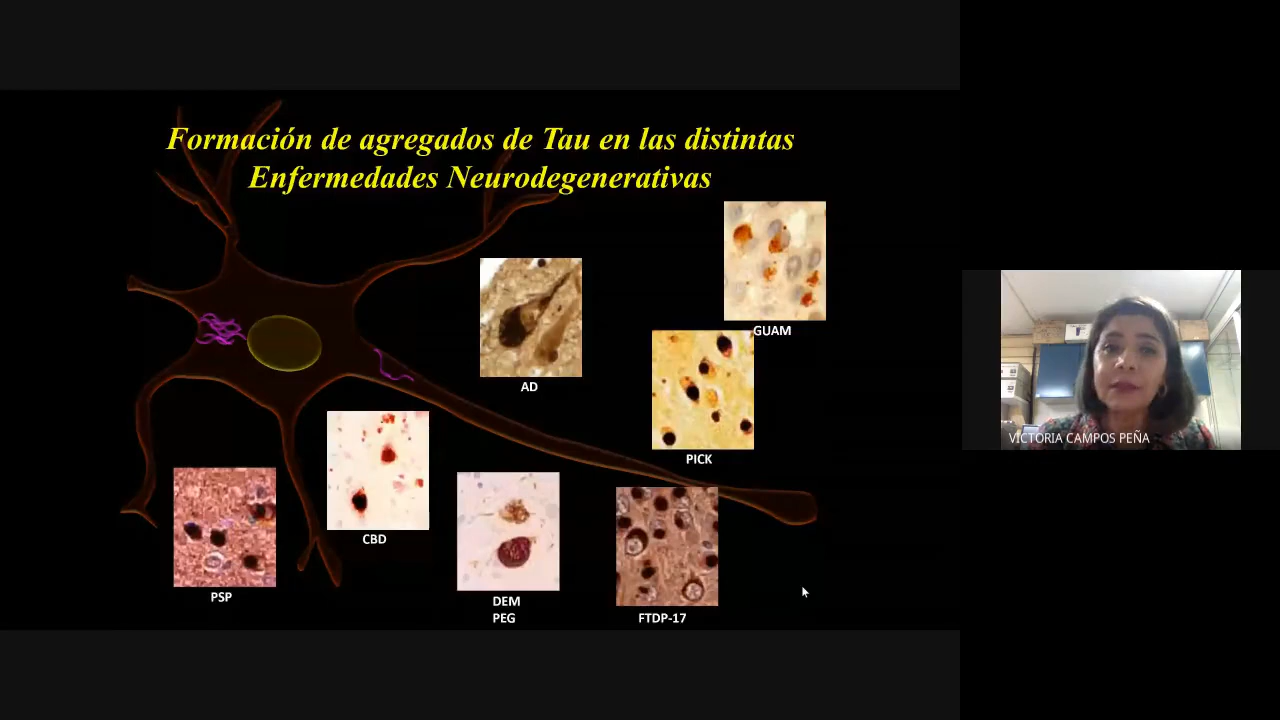 Formación de agregados de Tau en las distintas
Enfermedades Neurodegenerativas
GUAM
AD
PICK
CBD
PSP
DEM
PEG
FTDP-17
VICTORIA CAMPOS PEÑA